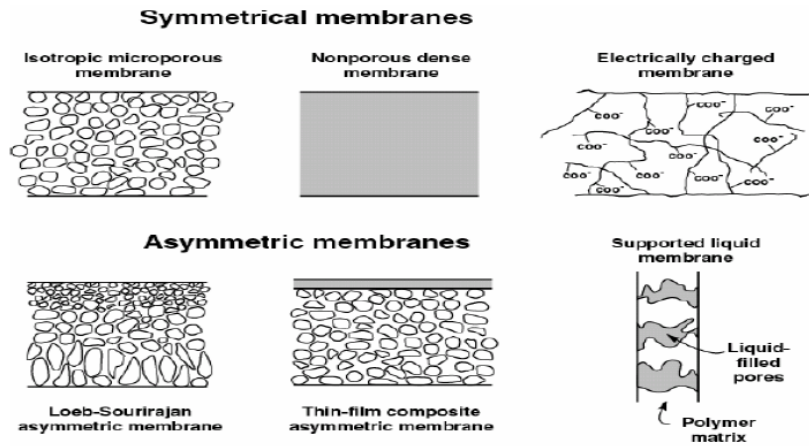 Symmetrical membranes
Isotropic microporous
membrane
Nonporous dense
membrane
Electrically charged
membrane
COO⁻
COO⁻
COO⁻
COO⁻
COO⁻
COO⁻
COO⁻
COO⁻
COO⁻
COO⁻
COO⁻
Asymmetric membranes
Supported liquid
membrane
Liquid-
filled
pores
Polymer
matrix
Loeb-Sourirajan
asymmetric membrane
Thin-film composite
asymmetric membrane